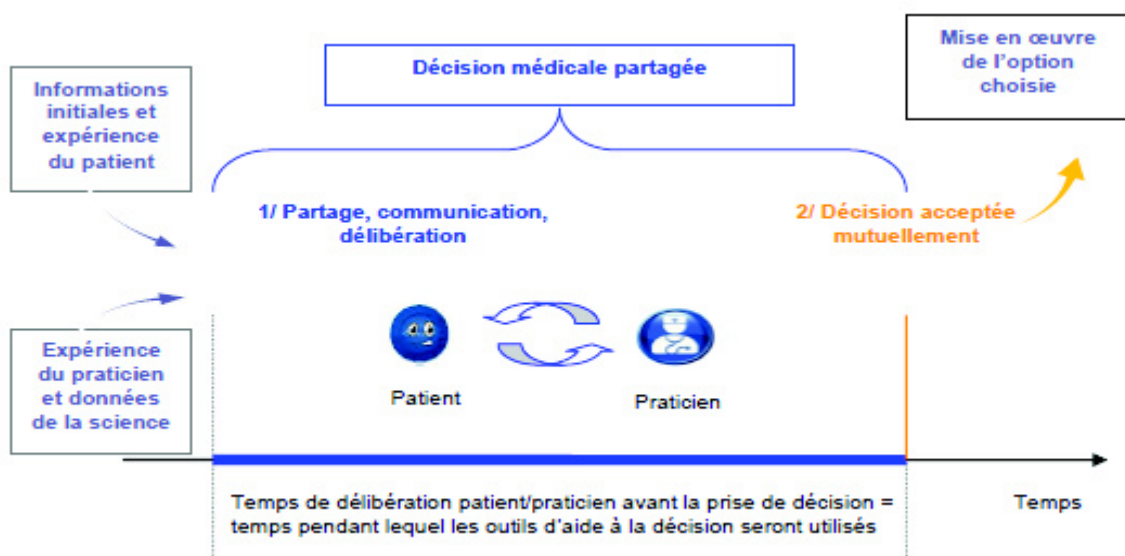 Décision médicale partagée
Mise en œuvre
de l'option
choisie
Informations
initiales et
expérience
du patient
1/ Partage, communication,
délibération
2/ Décision acceptée
mutuellement
Expérience
du praticien
et données
de la science
Patient
Praticien
Temps de délibération patient/praticien avant la prise de décision =
temps pendant lequel les outils d'aide à la décision seront utilisés
Temps